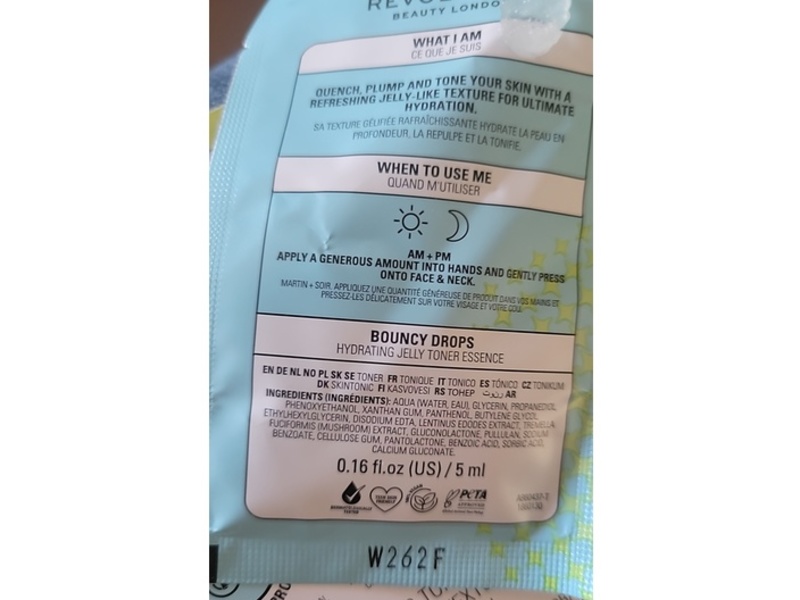 BEAUTY LONDO
WHAT I AM
CE QUE JE SUIS
QUENCH, PLUMP AND TONE YOUR SKIN WITH A
REFRESHING JELLY-LIKE TEXTURE FOR ULTIMATE
HYDRATION.
SA TEXTURE GÉLIFIÉE RAFRAÎCHISSANTE HYDRATE LA PEAU EN
PROFONDEUR, LA REPULPE ET LA TONIFIE.
WHEN TO USE ME
QUAND M'UTILISER
AM + PM
APPLY A GENEROUS AMOUNT INTO HANDS AND GENTLY PRESS
ONTO FACE & NECK.
MARTIN + SOIR. APPLIQUEZ UNE QUANTITÉ GÉNÉREUSE DE PRODUIT DANS VOS MAINS ET
PRESSEZ-LES DÉLICATEMENT SUR VOTRE VISAGE ET VOTRE COU.
BOUNCY DROPS
HYDRATING JELLY TONER ESSENCE
EN DE NL NO PL SK SE TONER FR TONIQUE IT TONICO ES TÓNICO CZ TONIKUM
DK SKINTONIC FI KASVOVESI RS ТОНЕР AR
INGREDIENTS (INGRÉDIENTS): AQUA (WATER, EAU), GLYCERIN, PROPANEDIOL,
PHENOXYETHANOL, XANTHAN GUM, PANTHENOL, BUTYLENE GLYCOL,
ETHYLHEXYLGLYCERIN, DISODIUM EDTA, LENTINUS EDODES EXTRACT, TREMELLA
FUCIFORMIS (MUSHROOM) EXTRACT, GLUCONOLACTONE, PULLULAN, SODIUM
BENZOATE, CELLULOSE GUM, PANTOLACTONE, BENZOIC ACID, SORBIC ACID,
CALCIUM GLUCONATE.
0.16 fl.oz (US) / 5 ml
PETA
W262F